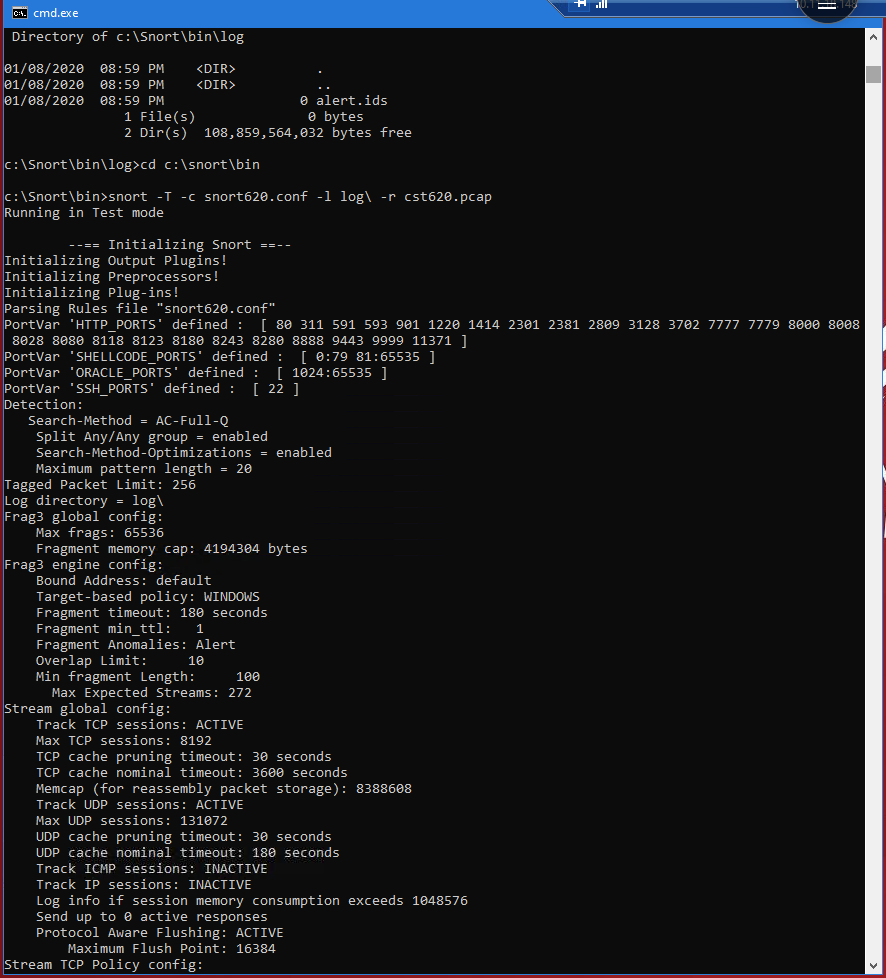 cmd.exe
Directory of c:\Snort\bin\log
01/08/2020  08:59 PM    <DIR>          .
01/08/2020  08:59 PM    <DIR>          ..
01/08/2020  08:59 PM                 0 alert.ids
               1 File(s)              0 bytes
               2 Dir(s)  108,859,564,032 bytes free
c:\Snort\bin\log>cd c:\snort\bin
c:\Snort\bin>snort -T -c snort620.conf -l log\ -r cst620.pcap
Running in Test mode
        --== Initializing Snort ==--
Initializing Output Plugins!
Initializing Preprocessors!
Initializing Plug-ins!
Parsing Rules file "snort620.conf"
PortVar 'HTTP_PORTS' defined :  [ 80 311 591 593 901 1220 1414 2301 2381 2809 3128 3702 7777 7779 8000 8008
 8028 8080 8118 8123 8180 8243 8280 8888 9443 9999 11371 ]
PortVar 'SHELLCODE_PORTS' defined :  [ 0:79 81:65535 ]
PortVar 'ORACLE_PORTS' defined :  [ 1024:65535 ]
PortVar 'SSH_PORTS' defined :  [ 22 ]
Detection:
   Search-Method = AC-Full-Q
    Split Any/Any group = enabled
    Search-Method-Optimizations = enabled
    Maximum pattern length = 20
Tagged Packet Limit: 256
Log directory = log\
Frag3 global config:
    Max frags: 65536
    Fragment memory cap: 4194304 bytes
Frag3 engine config:
    Bound Address: default
    Target-based policy: WINDOWS
    Fragment timeout: 180 seconds
    Fragment min_ttl:   1
    Fragment Anomalies: Alert
    Overlap Limit:     10
    Min fragment Length:     100
      Max Expected Streams: 272
Stream global config:
    Track TCP sessions: ACTIVE
    Max TCP sessions: 8192
    TCP cache pruning timeout: 30 seconds
    TCP cache nominal timeout: 3600 seconds
    Memcap (for reassembly packet storage): 8388608
    Track UDP sessions: ACTIVE
    Max UDP sessions: 131072
    UDP cache pruning timeout: 30 seconds
    UDP cache nominal timeout: 180 seconds
    Track ICMP sessions: INACTIVE
    Track IP sessions: INACTIVE
    Log info if session memory consumption exceeds 1048576
    Send up to 0 active responses
    Protocol Aware Flushing: ACTIVE
        Maximum Flush Point: 16384
Stream TCP Policy config: